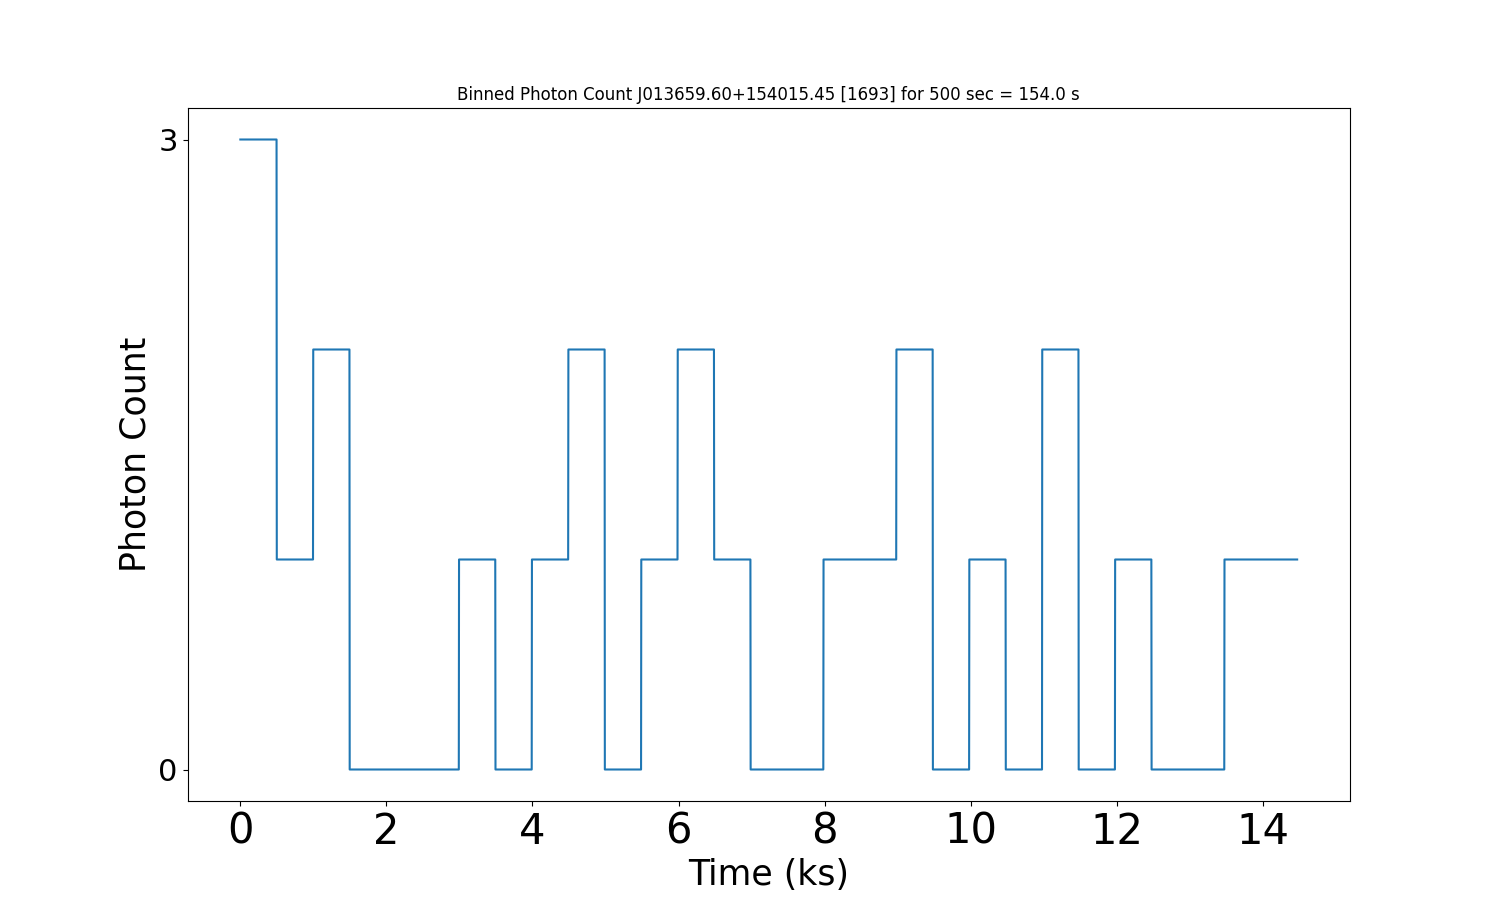 Binned Photon Count J013659.60+154015.45 [1693] for 500 sec = 154.0 s
3
Photon Count
0
0 2 4 6 8 10 12 14
Time (ks)